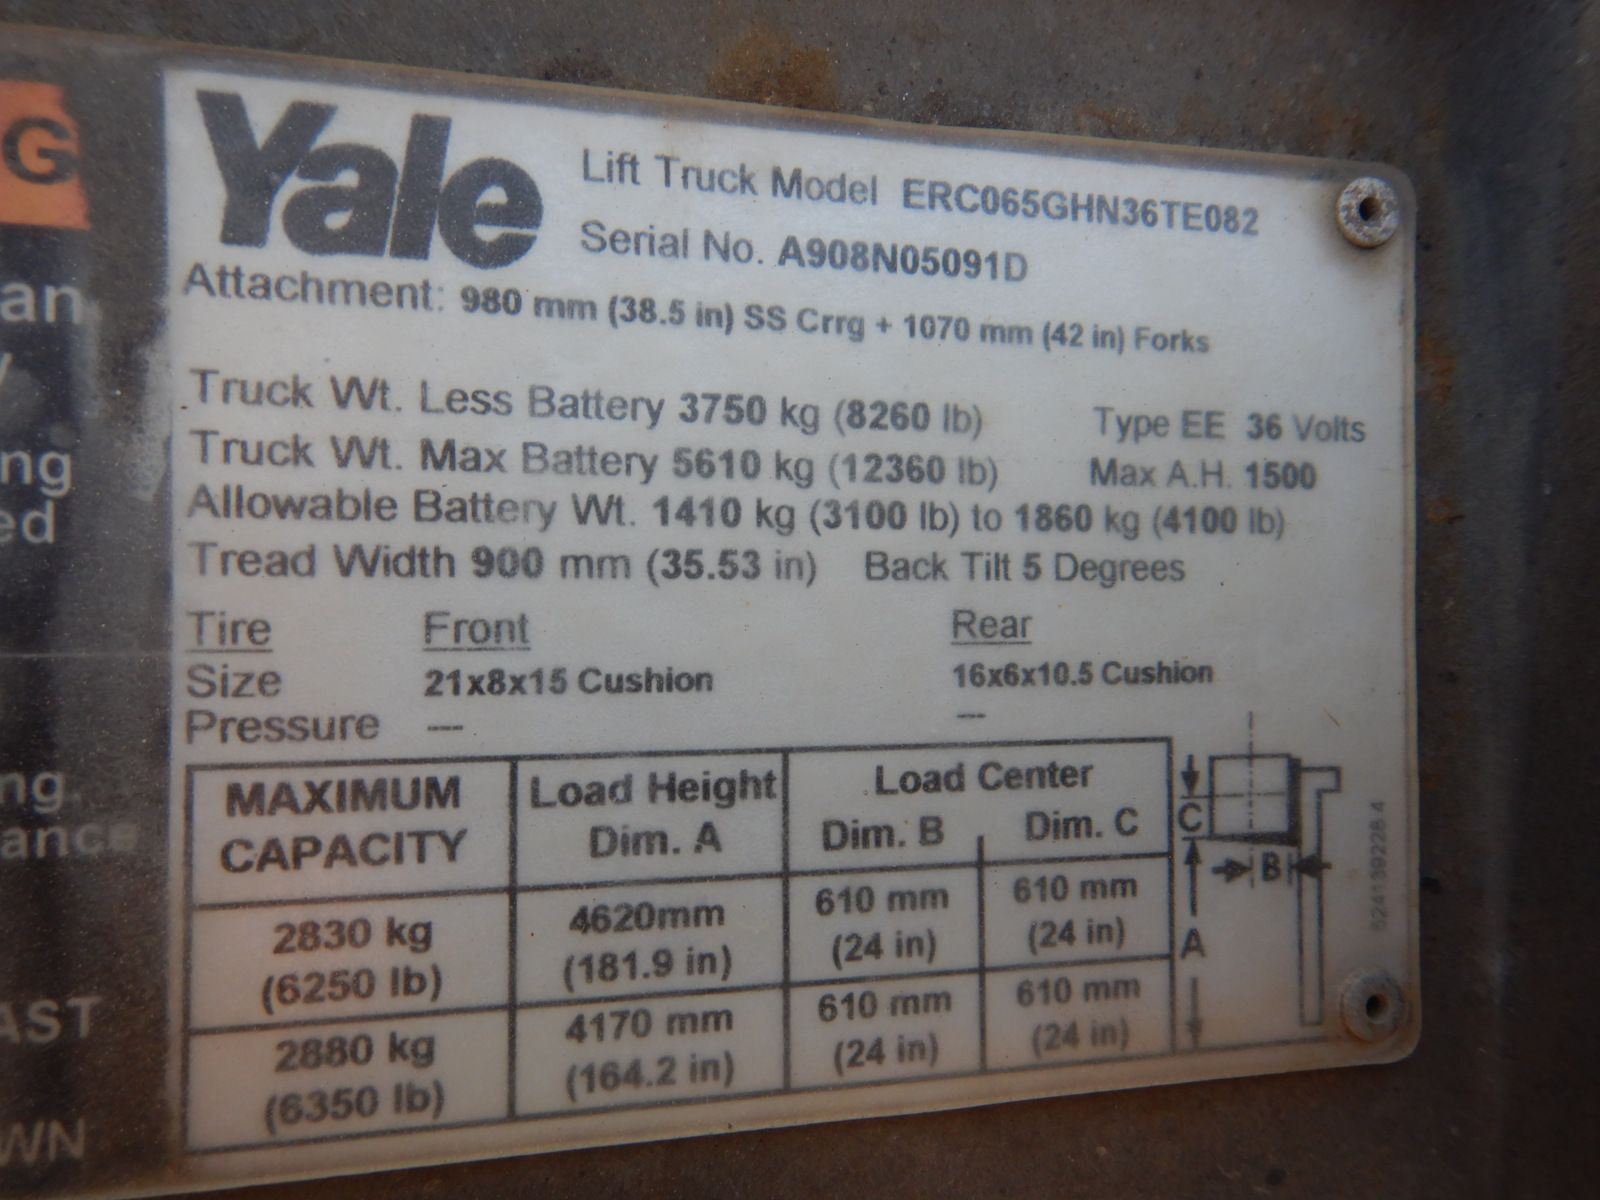 G
an
ing
ed
ng.
ance
AST
WN
Yale
Lift Truck Model ERC065GHN36TE082
Serial No. A908N05091D
Attachment: 980 mm (38.5 in) SS Crrg + 1070 mm (42 in) Forks
Truck Wt. Less Battery 3750 kg (8260 lb) Type EE 36 Volts
Truck Wt. Max Battery 5610 kg (12360 lb) Max A.H. 1500
Allowable Battery Wt. 1410 kg (3100 lb) to 1860 kg (4100 lb)
Tread Width 900 mm (35.53 in) Back Tilt 5 Degrees
Tire Front Rear
Size 21x8x15 Cushion 16x6x10.5 Cushion
Pressure --- ---
MAXIMUM CAPACITY Load Height Dim. A Load Center
Dim. B Dim. C
2830 kg 4620mm 610 mm 610 mm
(6250 lb) (181.9 in) (24 in) (24 in)
2880 kg 4170 mm 610 mm 610 mm
(6350 lb) (164.2 in) (24 in) (24 in)
C
B
A
524139228-4